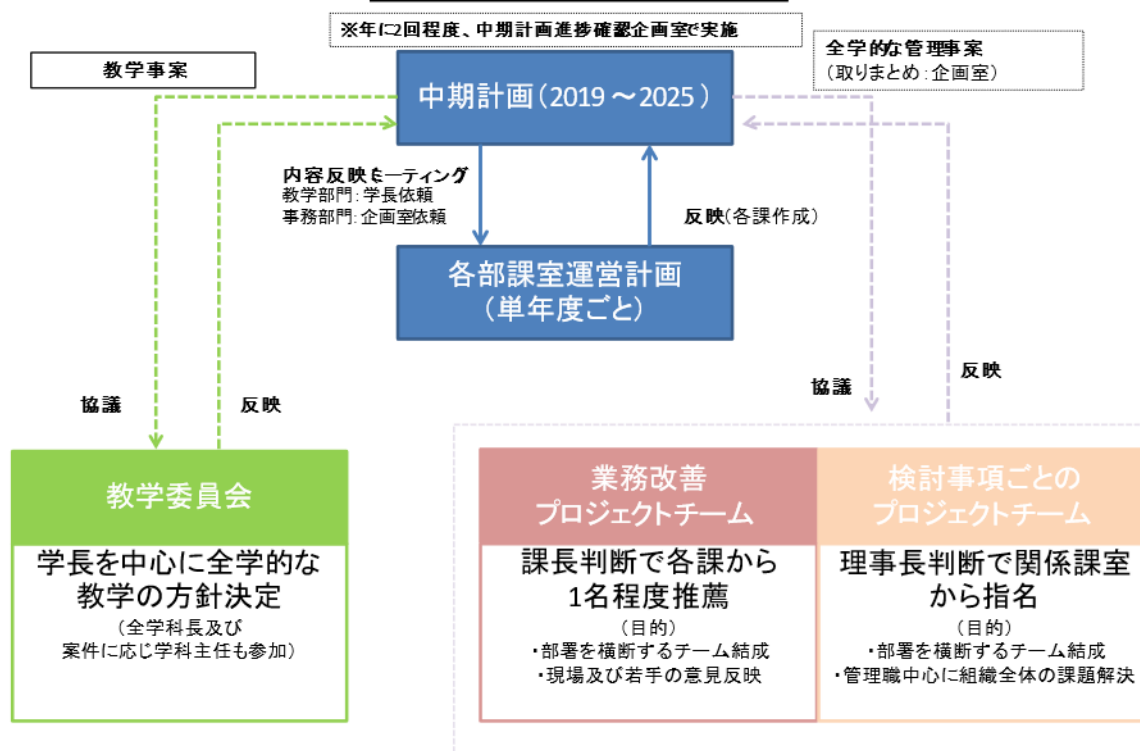 ※年に2回程度、中期計画進捗確認企画室で実施
教学事案
全学的な管理事案
(取りまとめ：企画室)
中期計画(2019～2025)
内容反映ミーティング
教学部門：学長依頼
事務部門：企画室依頼
反映(各課作成)
各部課室運営計画
(単年度ごと)
協議
反映
協議
反映
教学委員会
学長を中心に全学的な
教学の方針決定
(全学科長及び
案件に応じ学科主任も参加)
業務改善
プロジェクトチーム
課長判断で各課から
1名程度推薦
(目的)
・部署を横断するチーム結成
・現場及び若手の意見反映
検討事項ごとの
プロジェクトチーム
理事長判断で関係課室
から指名
(目的)
・部署を横断するチーム結成
・管理職中心に組織全体の課題解決